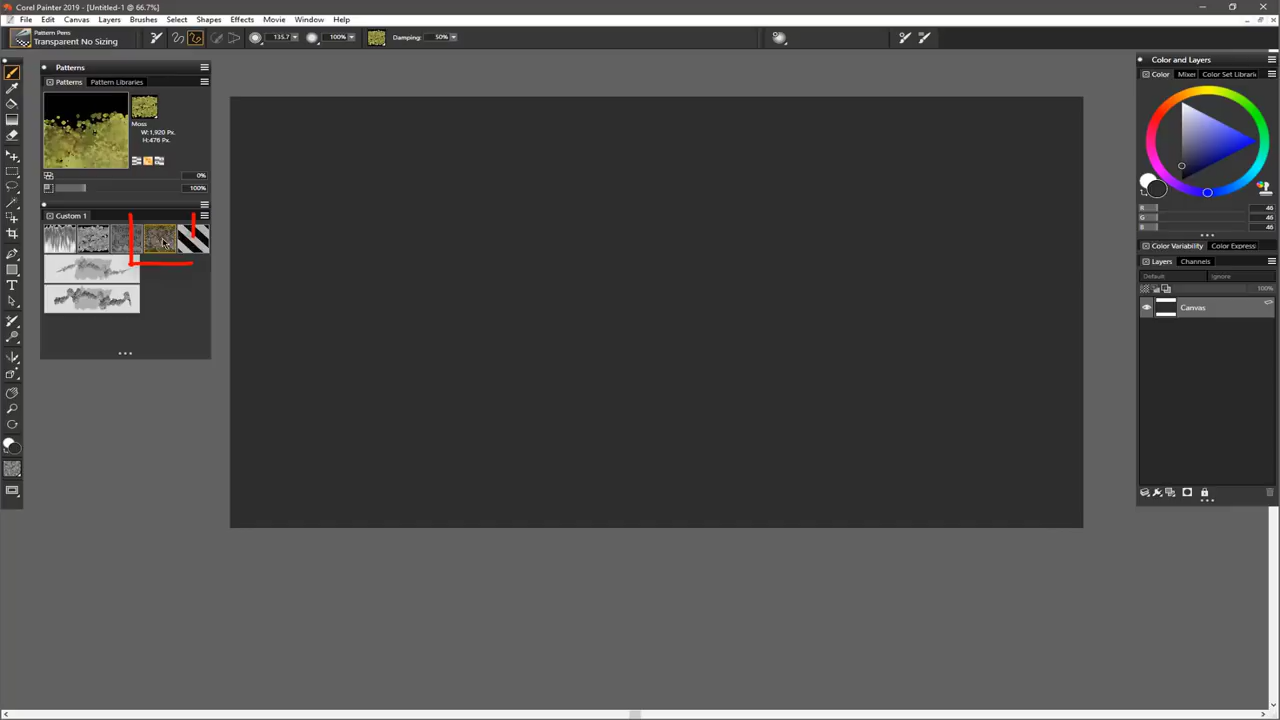 Corel Painter 2019 - [Untitled-1 @ 66.7%]
File Edit Canvas Layers Brushes Select Shapes Effects Movie Window Help
Pattern Pens
Transparent No Sizing
135.7
100%
Damping: 50%
Patterns
Patterns Pattern Libraries
Moss
W:1,920 Px.
H:476 Px.
0%
100%
Custom 1
Color and Layers
Color Mixer Color Set Librarie
R 46
G 46
B 46
Color Variability Color Express
Layers Channels
Default Ignore
100%
Canvas